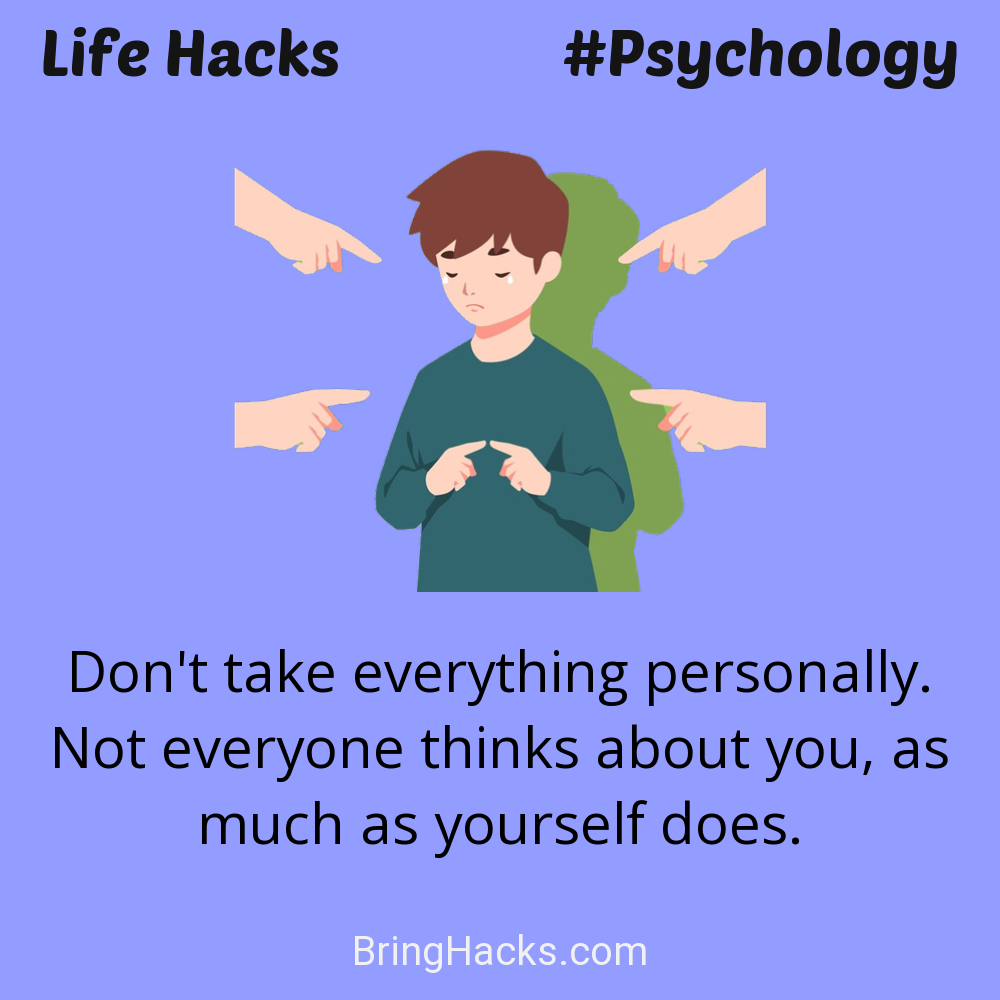 Life Hacks
#Psychology
Don't take everything personally.
Not everyone thinks about you, as
much as yourself does.
BringHacks.com